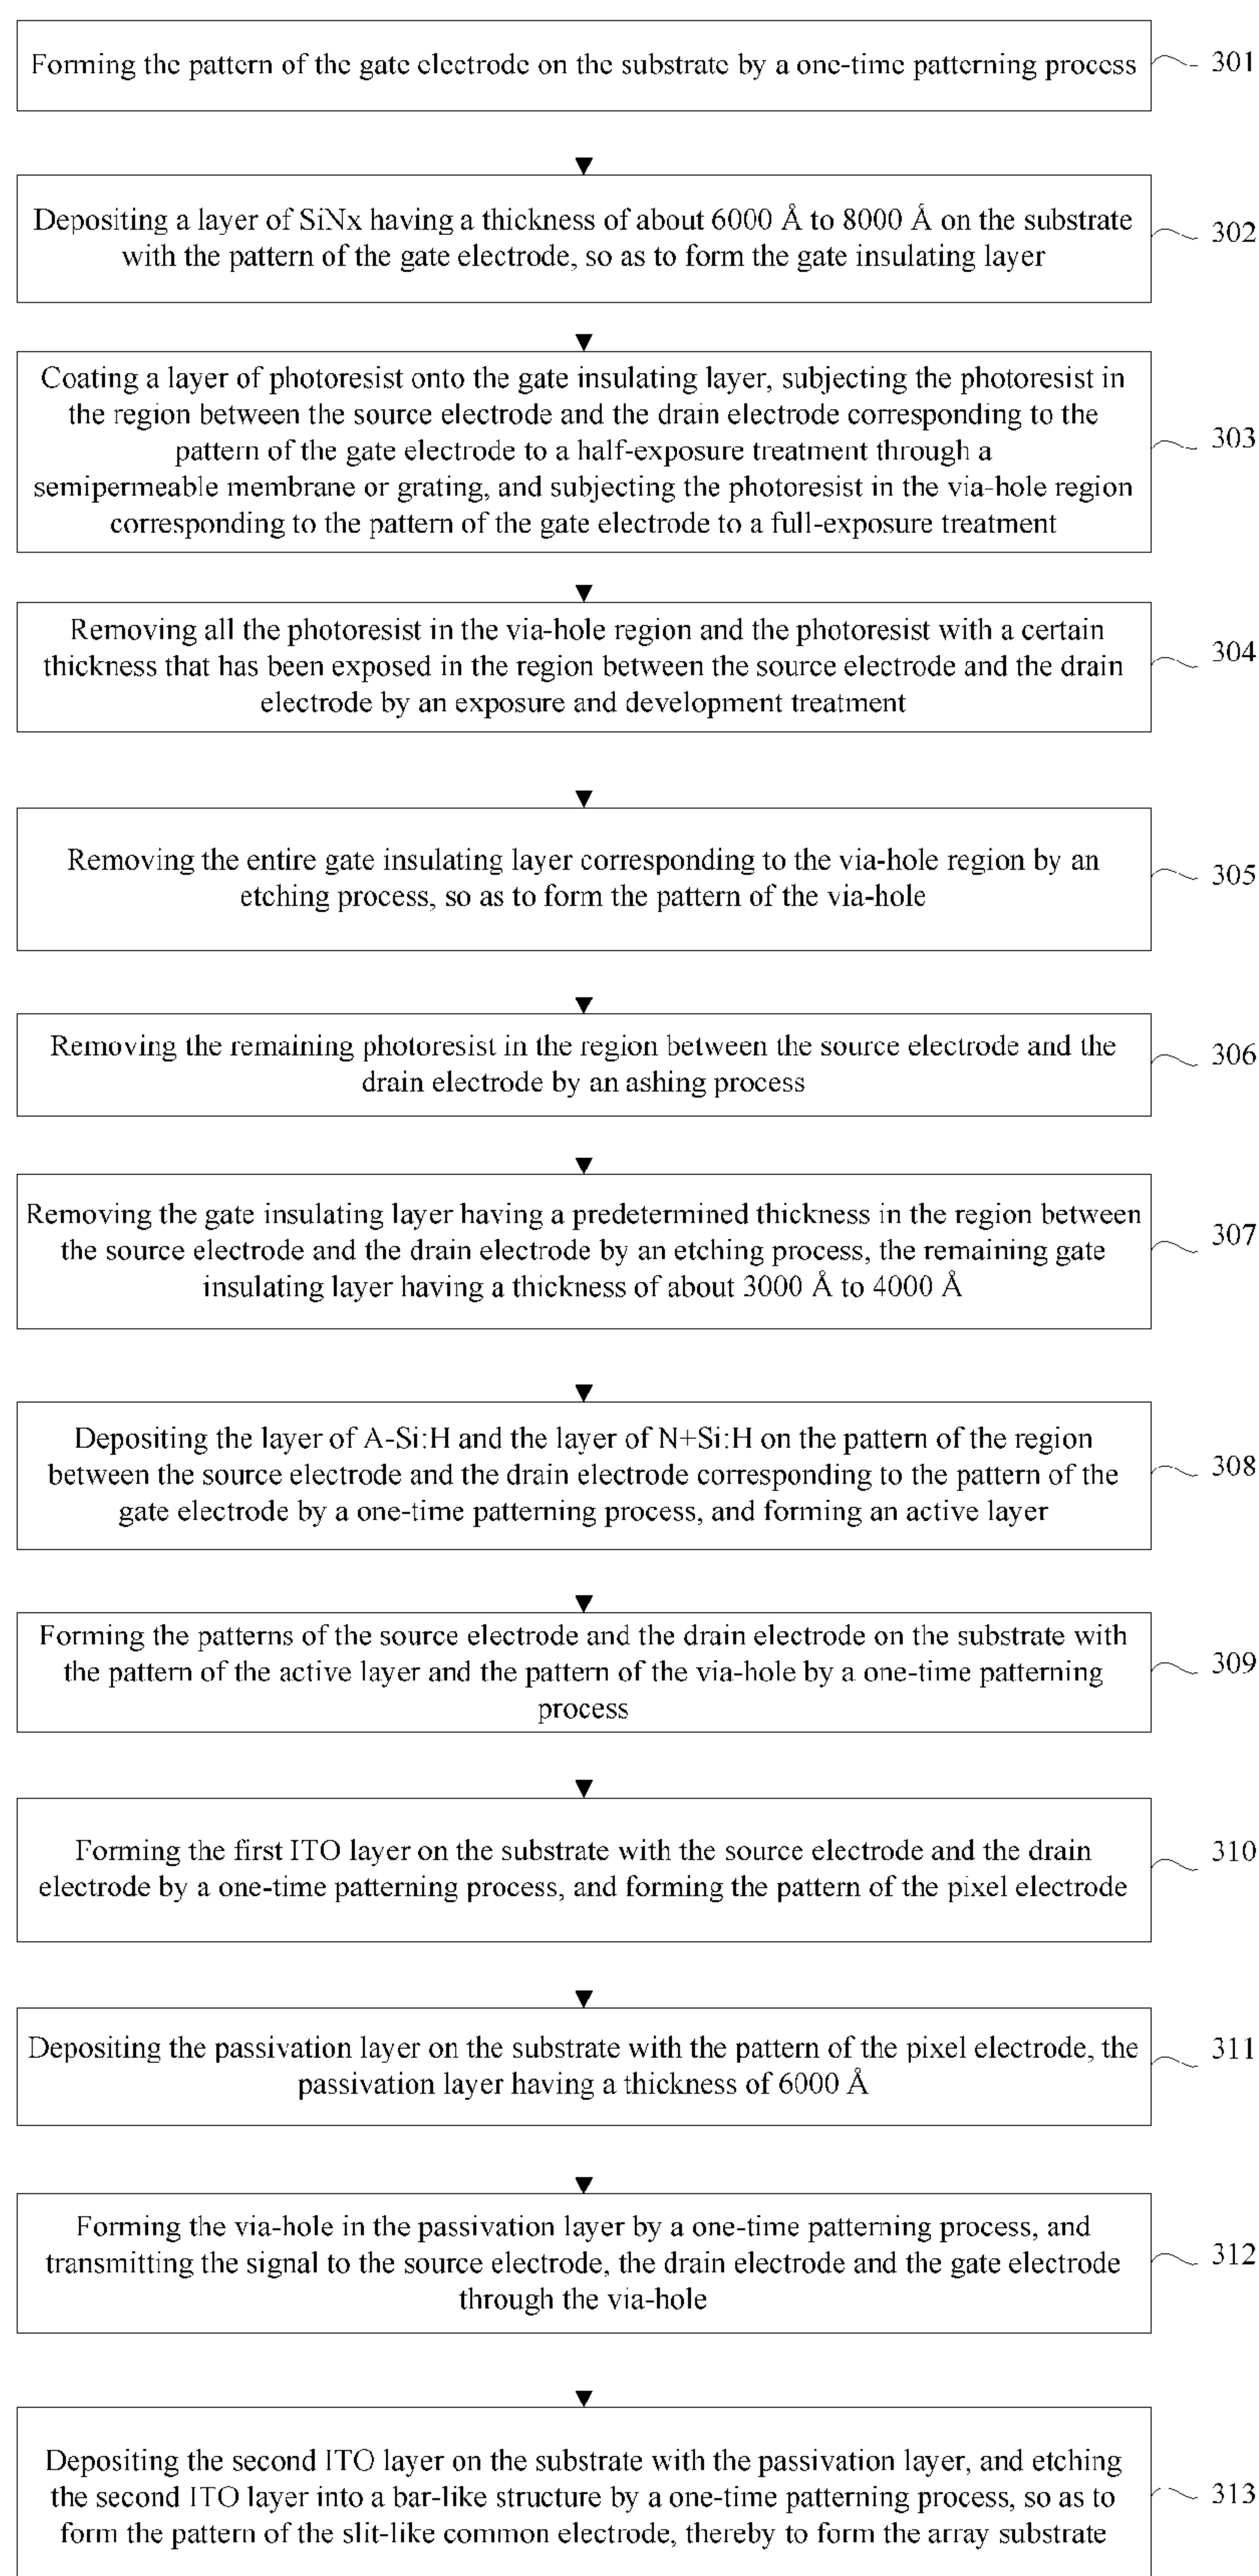 Forming the pattern of the gate electrode on the substrate by a one-time patterning process
301
Depositing a layer of SiNx having a thickness of about 6000 Å to 8000 Å on the substrate
with the pattern of the gate electrode, so as to form the gate insulating layer
302
Coating a layer of photoresist onto the gate insulating layer, subjecting the photoresist in
the region between the source electrode and the drain electrode corresponding to the
pattern of the gate electrode to a half-exposure treatment through a
semipermeable membrane or grating, and subjecting the photoresist in the via-hole region
corresponding to the pattern of the gate electrode to a full-exposure treatment
303
Removing all the photoresist in the via-hole region and the photoresist with a certain
thickness that has been exposed in the region between the source electrode and the drain
electrode by an exposure and development treatment
304
Removing the entire gate insulating layer corresponding to the via-hole region by an
etching process, so as to form the pattern of the via-hole
305
Removing the remaining photoresist in the region between the source electrode and the
drain electrode by an ashing process
306
Removing the gate insulating layer having a predetermined thickness in the region between
the source electrode and the drain electrode by an etching process, the remaining gate
insulating layer having a thickness of about 3000 Å to 4000 Å
307
Depositing the layer of A-Si:H and the layer of N+Si:H on the pattern of the region
between the source electrode and the drain electrode corresponding to the pattern of the
gate electrode by a one-time patterning process, and forming an active layer
308
Forming the patterns of the source electrode and the drain electrode on the substrate with
the pattern of the active layer and the pattern of the via-hole by a one-time patterning
process
309
Forming the first ITO layer on the substrate with the source electrode and the drain
electrode by a one-time patterning process, and forming the pattern of the pixel electrode
310
Depositing the passivation layer on the substrate with the pattern of the pixel electrode, the
passivation layer having a thickness of 6000 Å
311
Forming the via-hole in the passivation layer by a one-time patterning process, and
transmitting the signal to the source electrode, the drain electrode and the gate electrode
through the via-hole
312
Depositing the second ITO layer on the substrate with the passivation layer, and etching
the second ITO layer into a bar-like structure by a one-time patterning process, so as to
form the pattern of the slit-like common electrode, thereby to form the array substrate
313